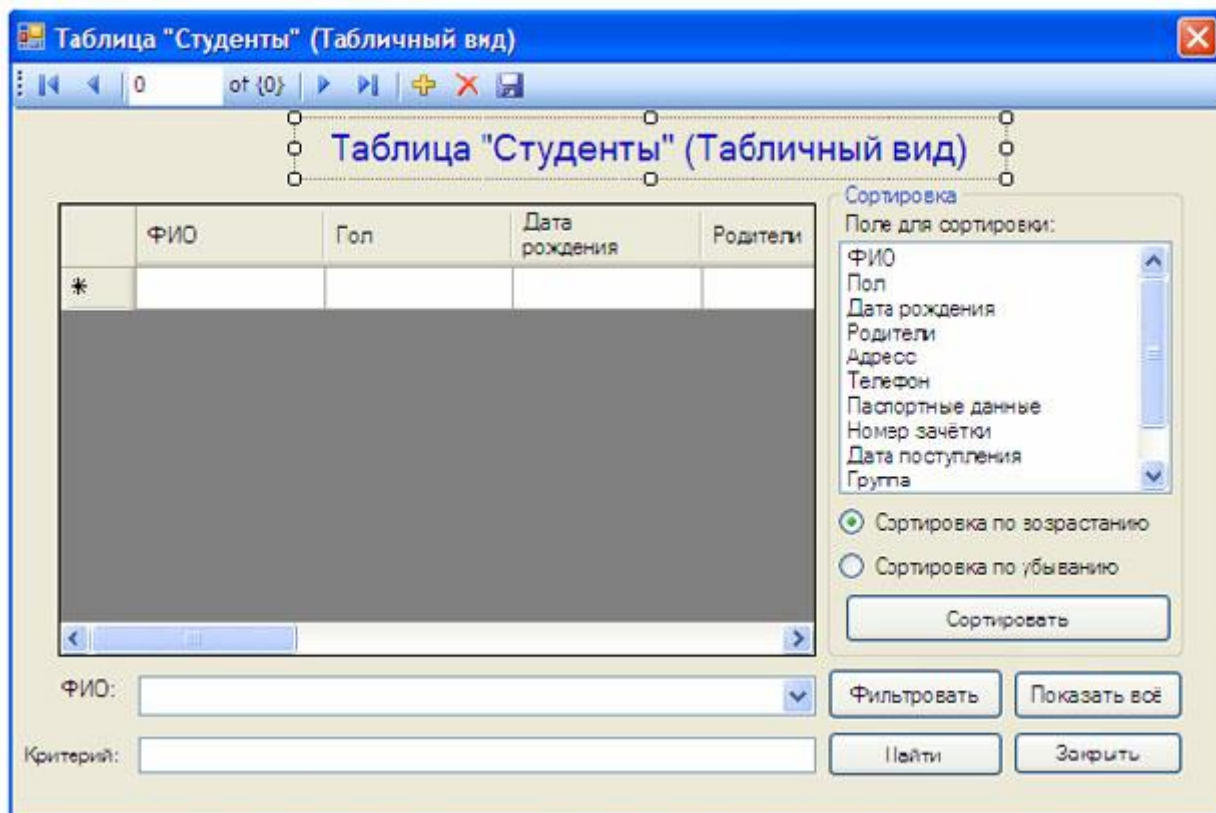 Таблица "Студенты" (Табличный вид)
0 of {0}
Таблица "Студенты" (Табличный вид)
ФИО
Гол
Дата
рождения
Родители
Сортировка
Поле для сортировки:
ФИО
Пол
Дата рождения
Родители
Адресс
Телефон
Паспортные данные
Номер зачётки
Дата поступления
Группа
Сортировка по возрастанию
Сортировка по убыванию
Сортировать
ФИО:
Фильтровать
Показать всё
Критерий:
Найти
Закрыть